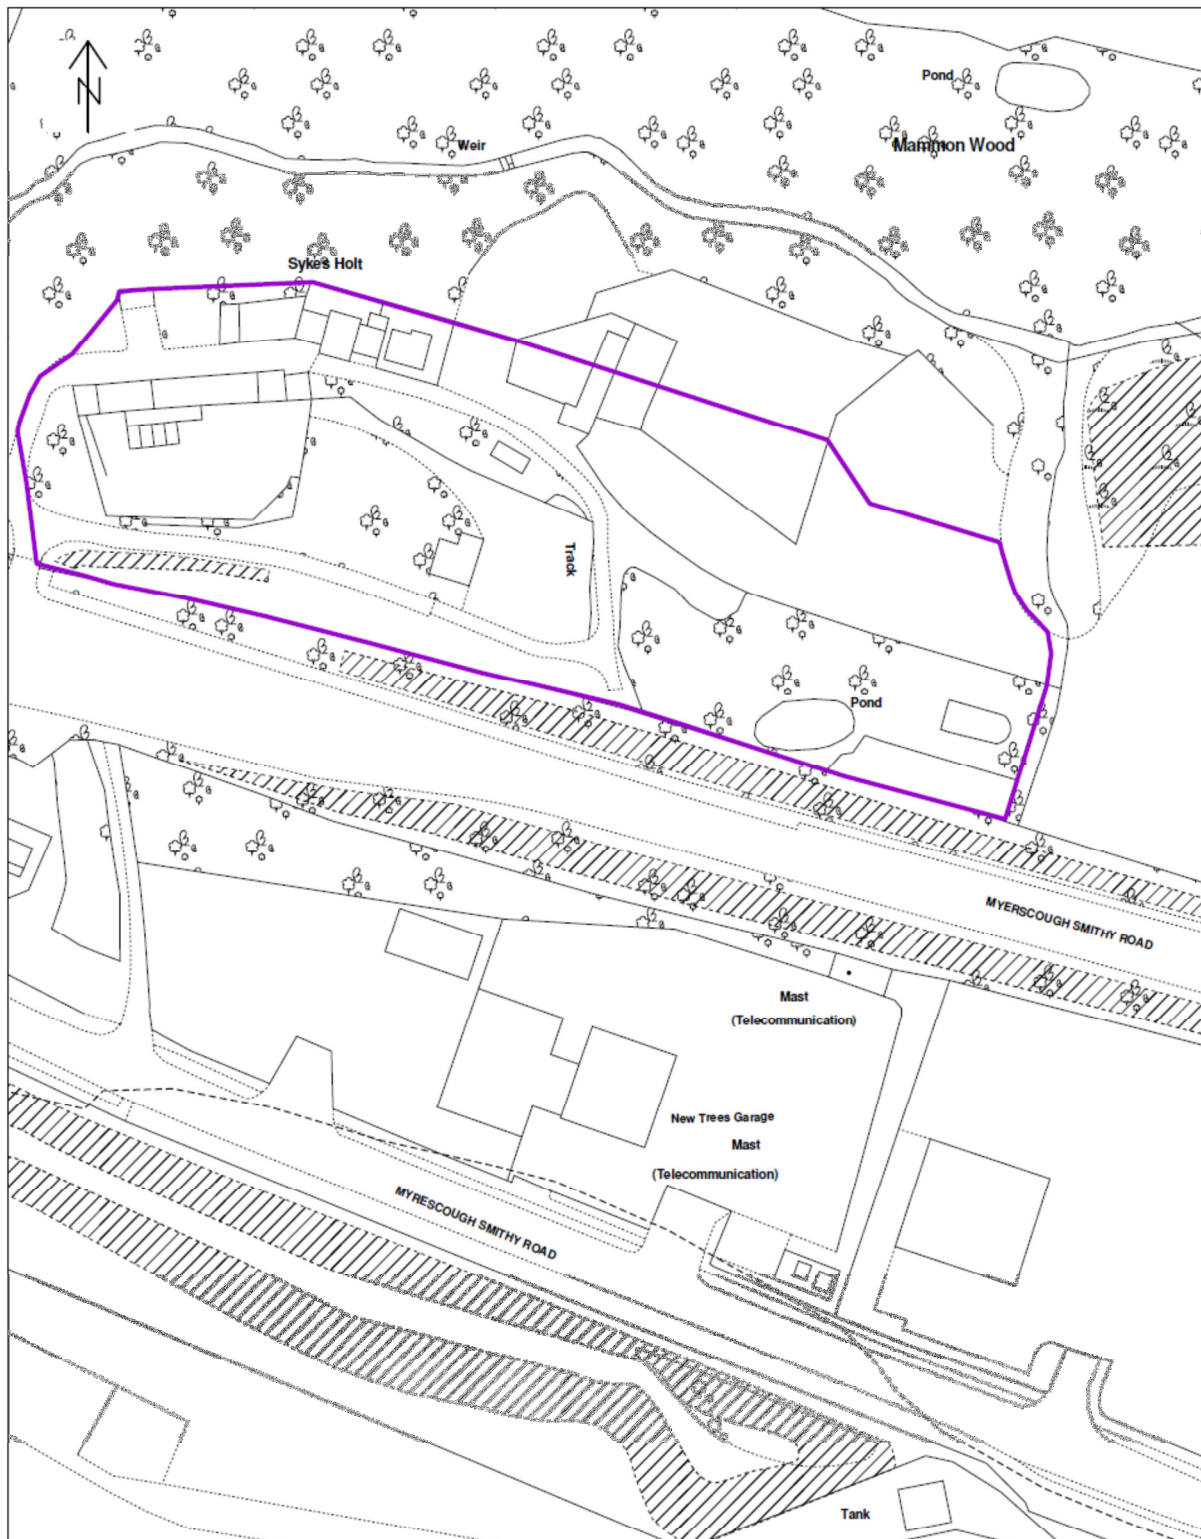 N
Pond
Weir
Mammon Wood
Sykes Holt
Track
Pond
MYERSCOUGH SMITHY ROAD
Mast
(Telecommunication)
New Trees Garage
Mast
(Telecommunication)
MYRESCOUGH SMITHY ROAD
Tank